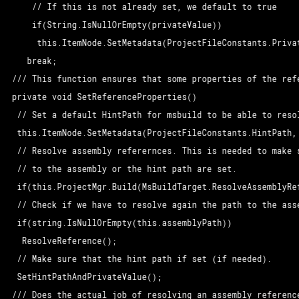 // If this is not already set, we default to true
if(String.IsNullOrEmpty(privateValue))
this.ItemNode.SetMetadata(ProjectFileConstants.Privat
break;
/// This function ensures that some properties of the refe
private void SetReferenceProperties()
// Set a default HintPath for msbuild to be able to resol
this.ItemNode.SetMetadata(ProjectFileConstants.HintPath,
// Resolve assembly referernces. This is needed to make s
// to the assembly or the hint path are set.
if(this.ProjectMgr.Build(MsBuildTarget.ResolveAssemblyRef
// Check if we have to resolve again the path to the asse
if(string.IsNullOrEmpty(this.assemblyPath))
ResolveReference();
// Make sure that the hint path if set (if needed).
SetHintPathAndPrivateValue();
/// Does the actual job of resolving an assembly reference